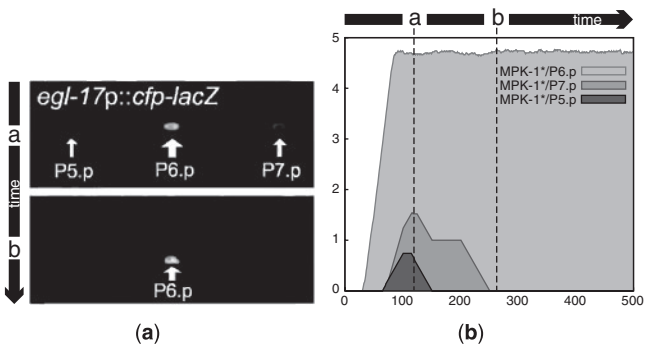 a
b
time
5
4
3
2
1
0
MPK-1*/P6.p
MPK-1*/P7.p
MPK-1*/P5.p
0
100
200
300
400
500
egl-17p::cfp-lacZ
a
P5.p
P6.p
P7.p
time
b
P6.p
(a)
(b)